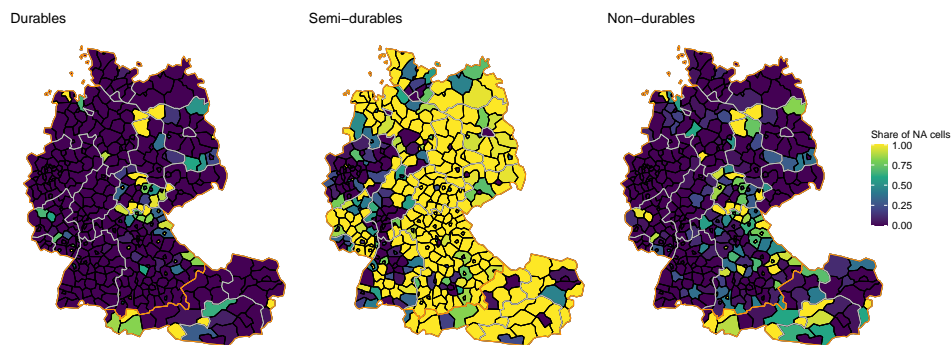 Durables
Semi−durables
Non−durables
Share of NA cells
1.00
0.75
0.50
0.25
0.00